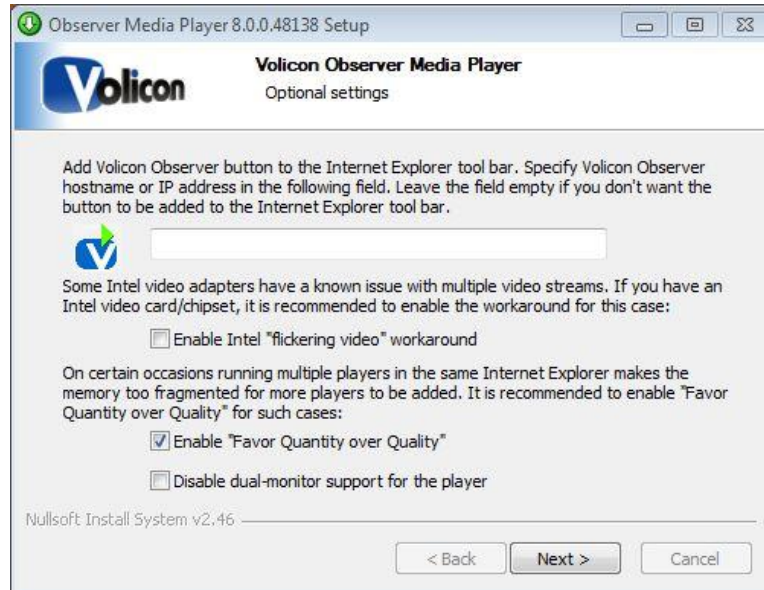 Observer Media Player 8.0.0.48138 Setup
Volicon
Volicon Observer Media Player
Optional settings
Add Volicon Observer button to the Internet Explorer tool bar. Specify Volicon Observer
hostname or IP address in the following field. Leave the field empty if you don't want the
button to be added to the Internet Explorer tool bar.
V
Some Intel video adapters have a known issue with multiple video streams. If you have an
Intel video card/chipset, it is recommended to enable the workaround for this case:
Enable Intel "flickering video" workaround
On certain occasions running multiple players in the same Internet Explorer makes the
memory too fragmented for more players to be added. It is recommended to enable "Favor
Quantity over Quality" for such cases:
Enable "Favor Quantity over Quality"
Disable dual-monitor support for the player
Nullsoft Install System v2.46
< Back Next > Cancel